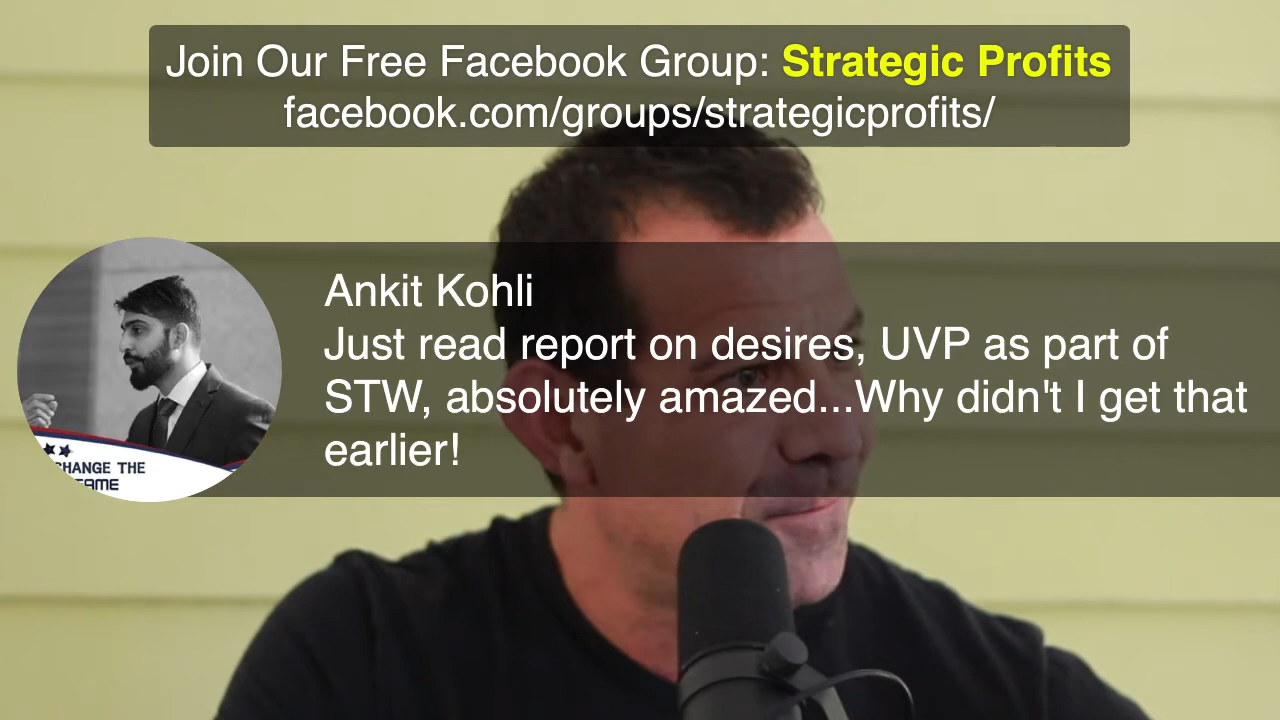 Join Our Free Facebook Group: Strategic Profits
facebook.com/groups/strategicprofits/
Ankit Kohli
Just read report on desires, UVP as part of
STW, absolutely amazed...Why didn't I get that
earlier!
CHANGE THE